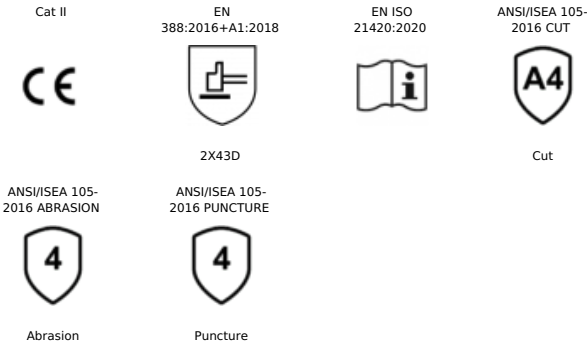 Cat II
EN
388:2016+A1:2018
EN ISO
21420:2020
ANSI/ISEA 105-
2016 CUT
CE
i
A4
2X43D
Cut
ANSI/ISEA 105-
2016 ABRASION
ANSI/ISEA 105-
2016 PUNCTURE
4
4
Abrasion
Puncture